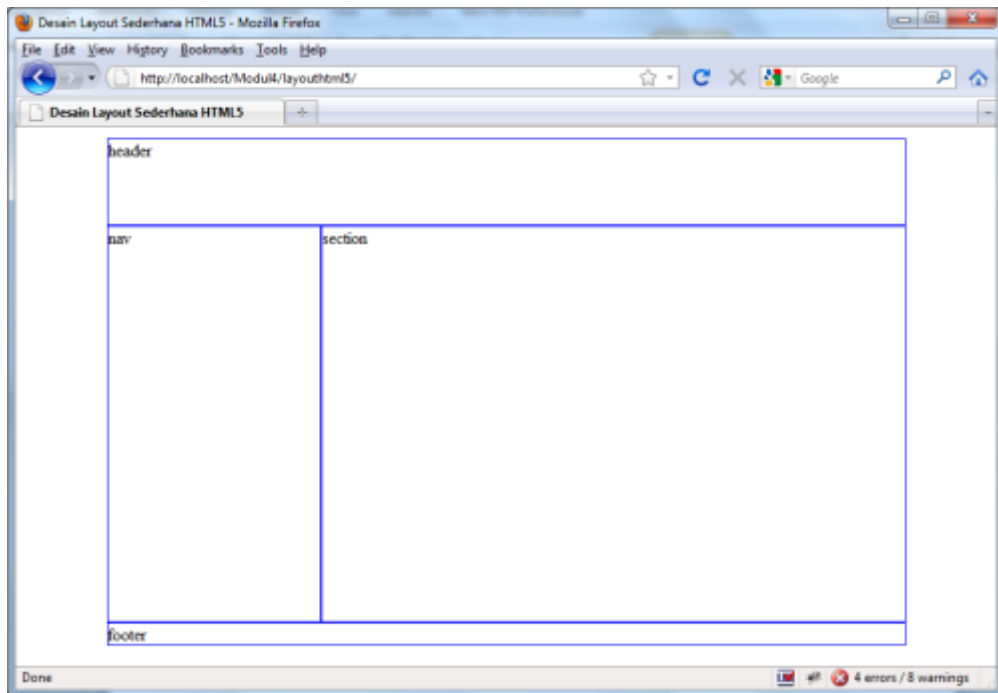 Desain Layout Sederhana HTML5 - Mozilla Firefox
File Edit View History Bookmarks Tools Help
http://localhost/Modul4/layouthtml5/ Google
Desain Layout Sederhana HTML5
header
nav section
footer
Done 4 errors / 8 warnings